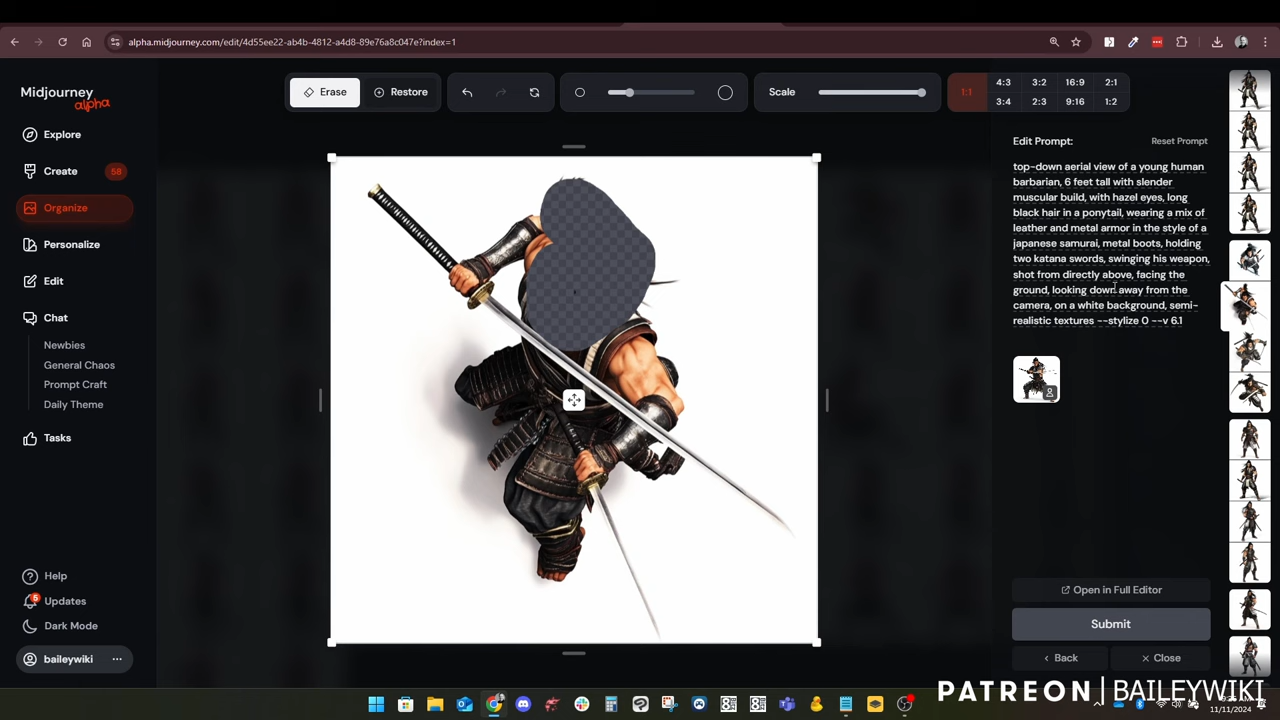 alpha.midjourney.com/edit/4d55ee22-ab4b-4812-a4d8-89e76a8c047e?index=1
Midjourney
alpha
Explore
Create 58
Organize
Personalize
Edit
Chat
Newbies
General Chaos
Prompt Craft
Daily Theme
Tasks
Help
5 Updates
Dark Mode
baileywiki
Erase Restore
Scale
1:1 4:3 3:2 16:9 2:1
3:4 2:3 9:16 1:2
Edit Prompt: Reset Prompt
top-down aerial view of a young human
barbarian, 6 feet tall with slender
muscular build, with hazel eyes, long
black hair in a ponytail, wearing a mix of
leather and metal armor in the style of a
japanese samurai, metal boots, holding
two katana swords, swinging his weapon,
shot from directly above, facing the
ground, looking down away from the
camera, on a white background, semi-
realistic textures --stylize 0 --v 6.1
Open in Full Editor
Submit
Back Close
PATREON | BAILEYWIKI
11/11/2024